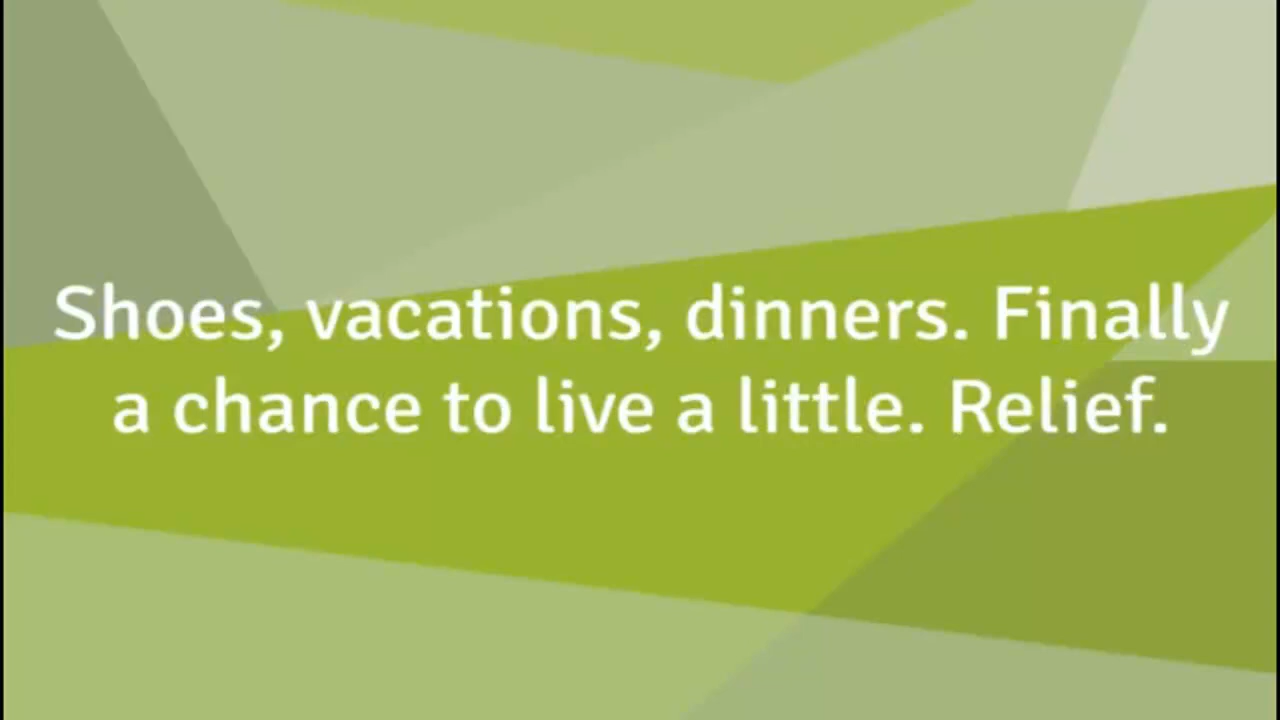 Shoes, vacations, dinners. Finally
a chance to live a little. Relief.